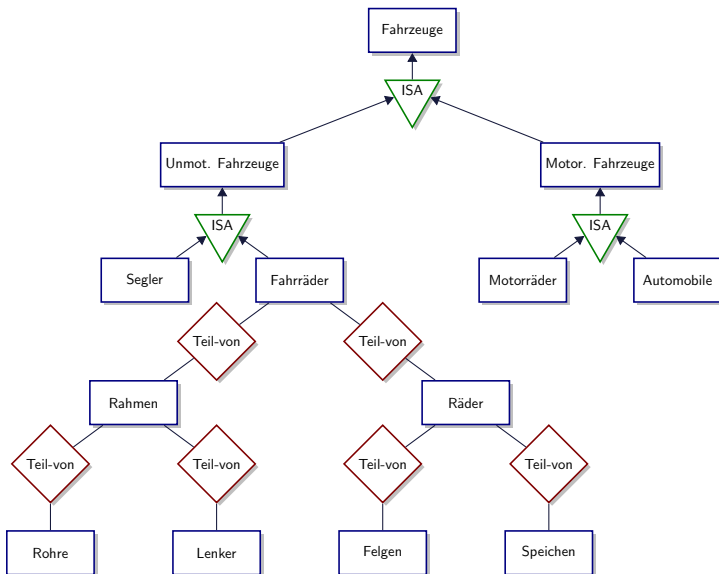 Fahrzeuge
ISA
Unmot. Fahrzeuge
Motor. Fahrzeuge
ISA
ISA
Segler
Fahrräder
Motorräder
Automobile
Teil-von
Teil-von
Rahmen
Räder
Teil-von
Teil-von
Teil-von
Teil-von
Rohre
Lenker
Felgen
Speichen